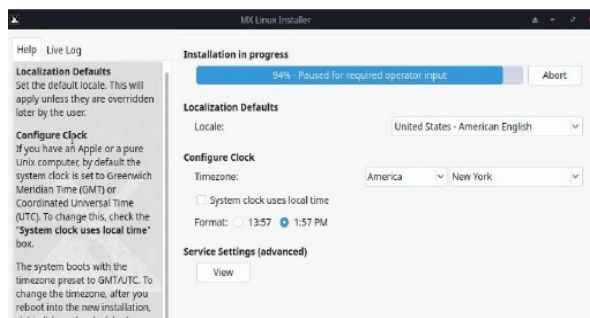 MX Linux Installer
Help Live Log
Localization Defaults
Set the default locale. This will
apply unless they are overridden
later by the user.
Configure Clock
If you have an Apple or a pure
Unix computer, by default the
system clock is set to Greenwich
Meridian Time (GMT) or
Coordinated Universal Time
(UTC). To change this, check the
"System clock uses local time"
box.
The system boots with the
timezone preset to GMT/UTC. To
change the timezone, after you
reboot into the new installation,
Installation in progress
94% - Paused for required operator input Abort
Localization Defaults
Locale: United States - American English
Configure Clock
Timezone: America New York
System clock uses local time
Format: 13:57 1:57 PM
Service Settings (advanced)
View